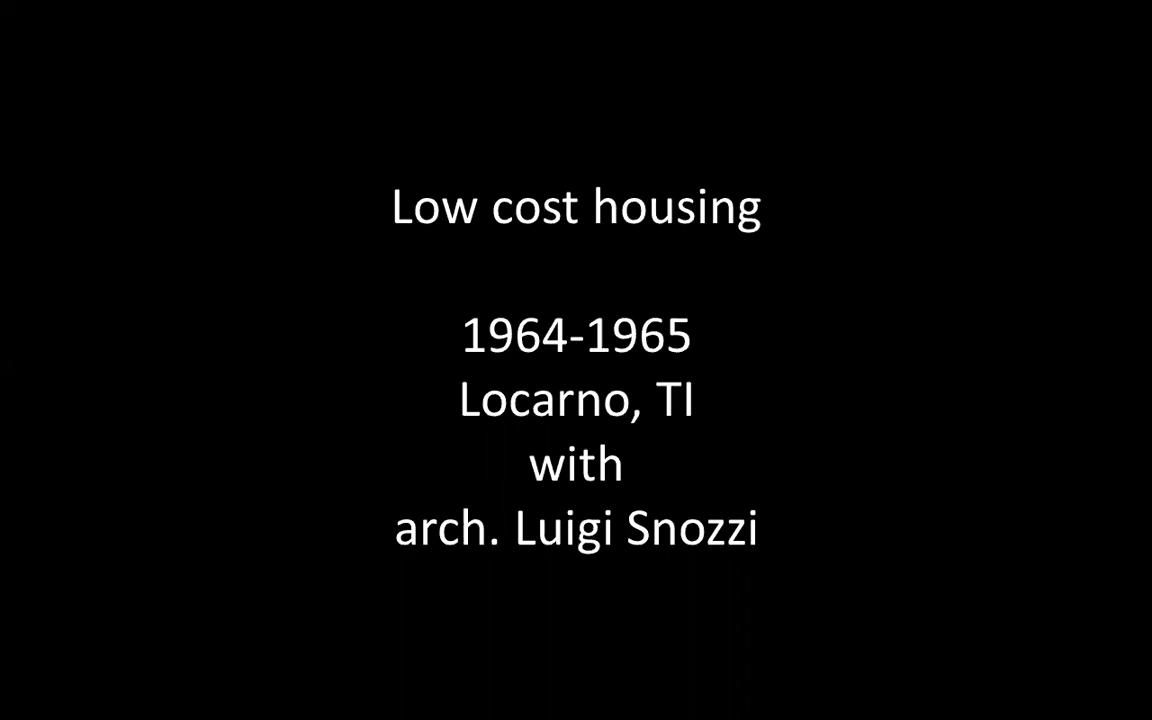 Low cost housing
1964-1965
Locarno, TI
with
arch. Luigi Snozzi